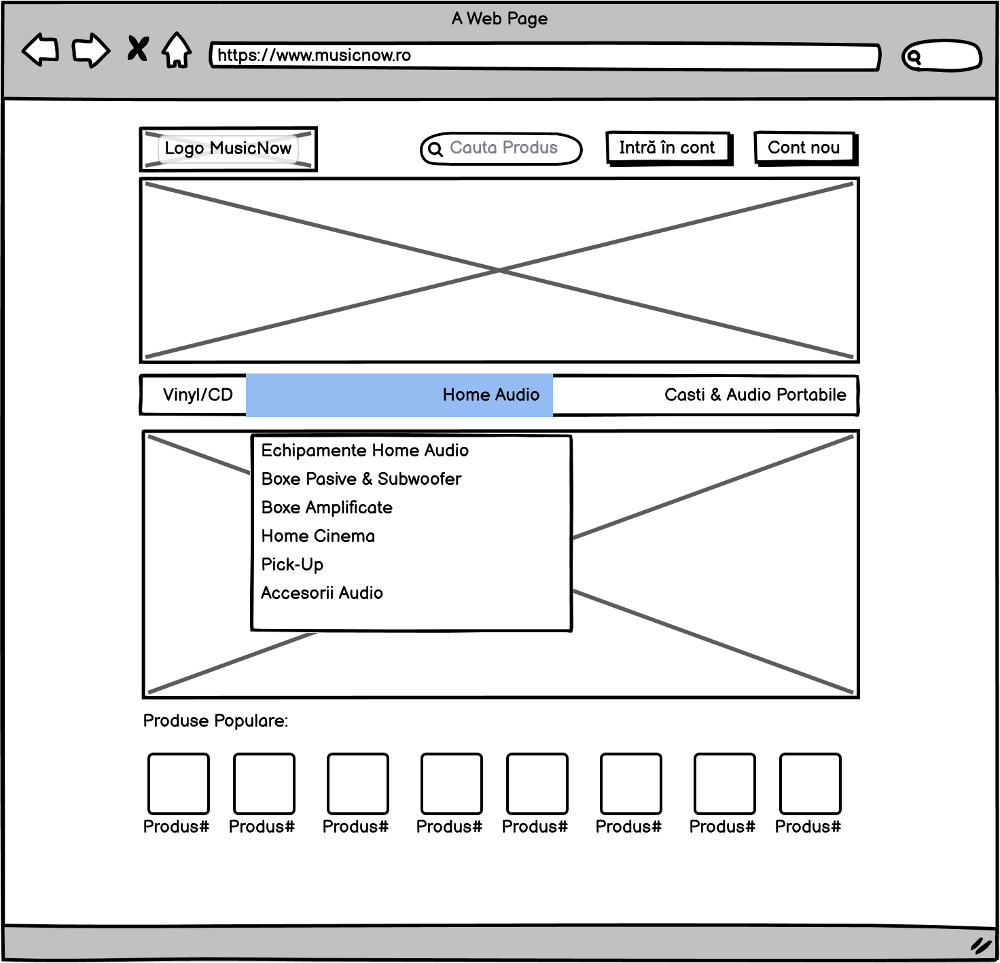 A Web Page
https://www.musicnow.ro
Logo MusicNow
Cauta Produs
Intră în cont
Cont nou
Vinyl/CD
Home Audio
Casti & Audio Portabile
Echipamente Home Audio
Boxe Pasive & Subwoofer
Boxe Amplificate
Home Cinema
Pick-Up
Accesorii Audio
Produse Populare:
Produs# Produs# Produs# Produs# Produs# Produs# Produs# Produs#